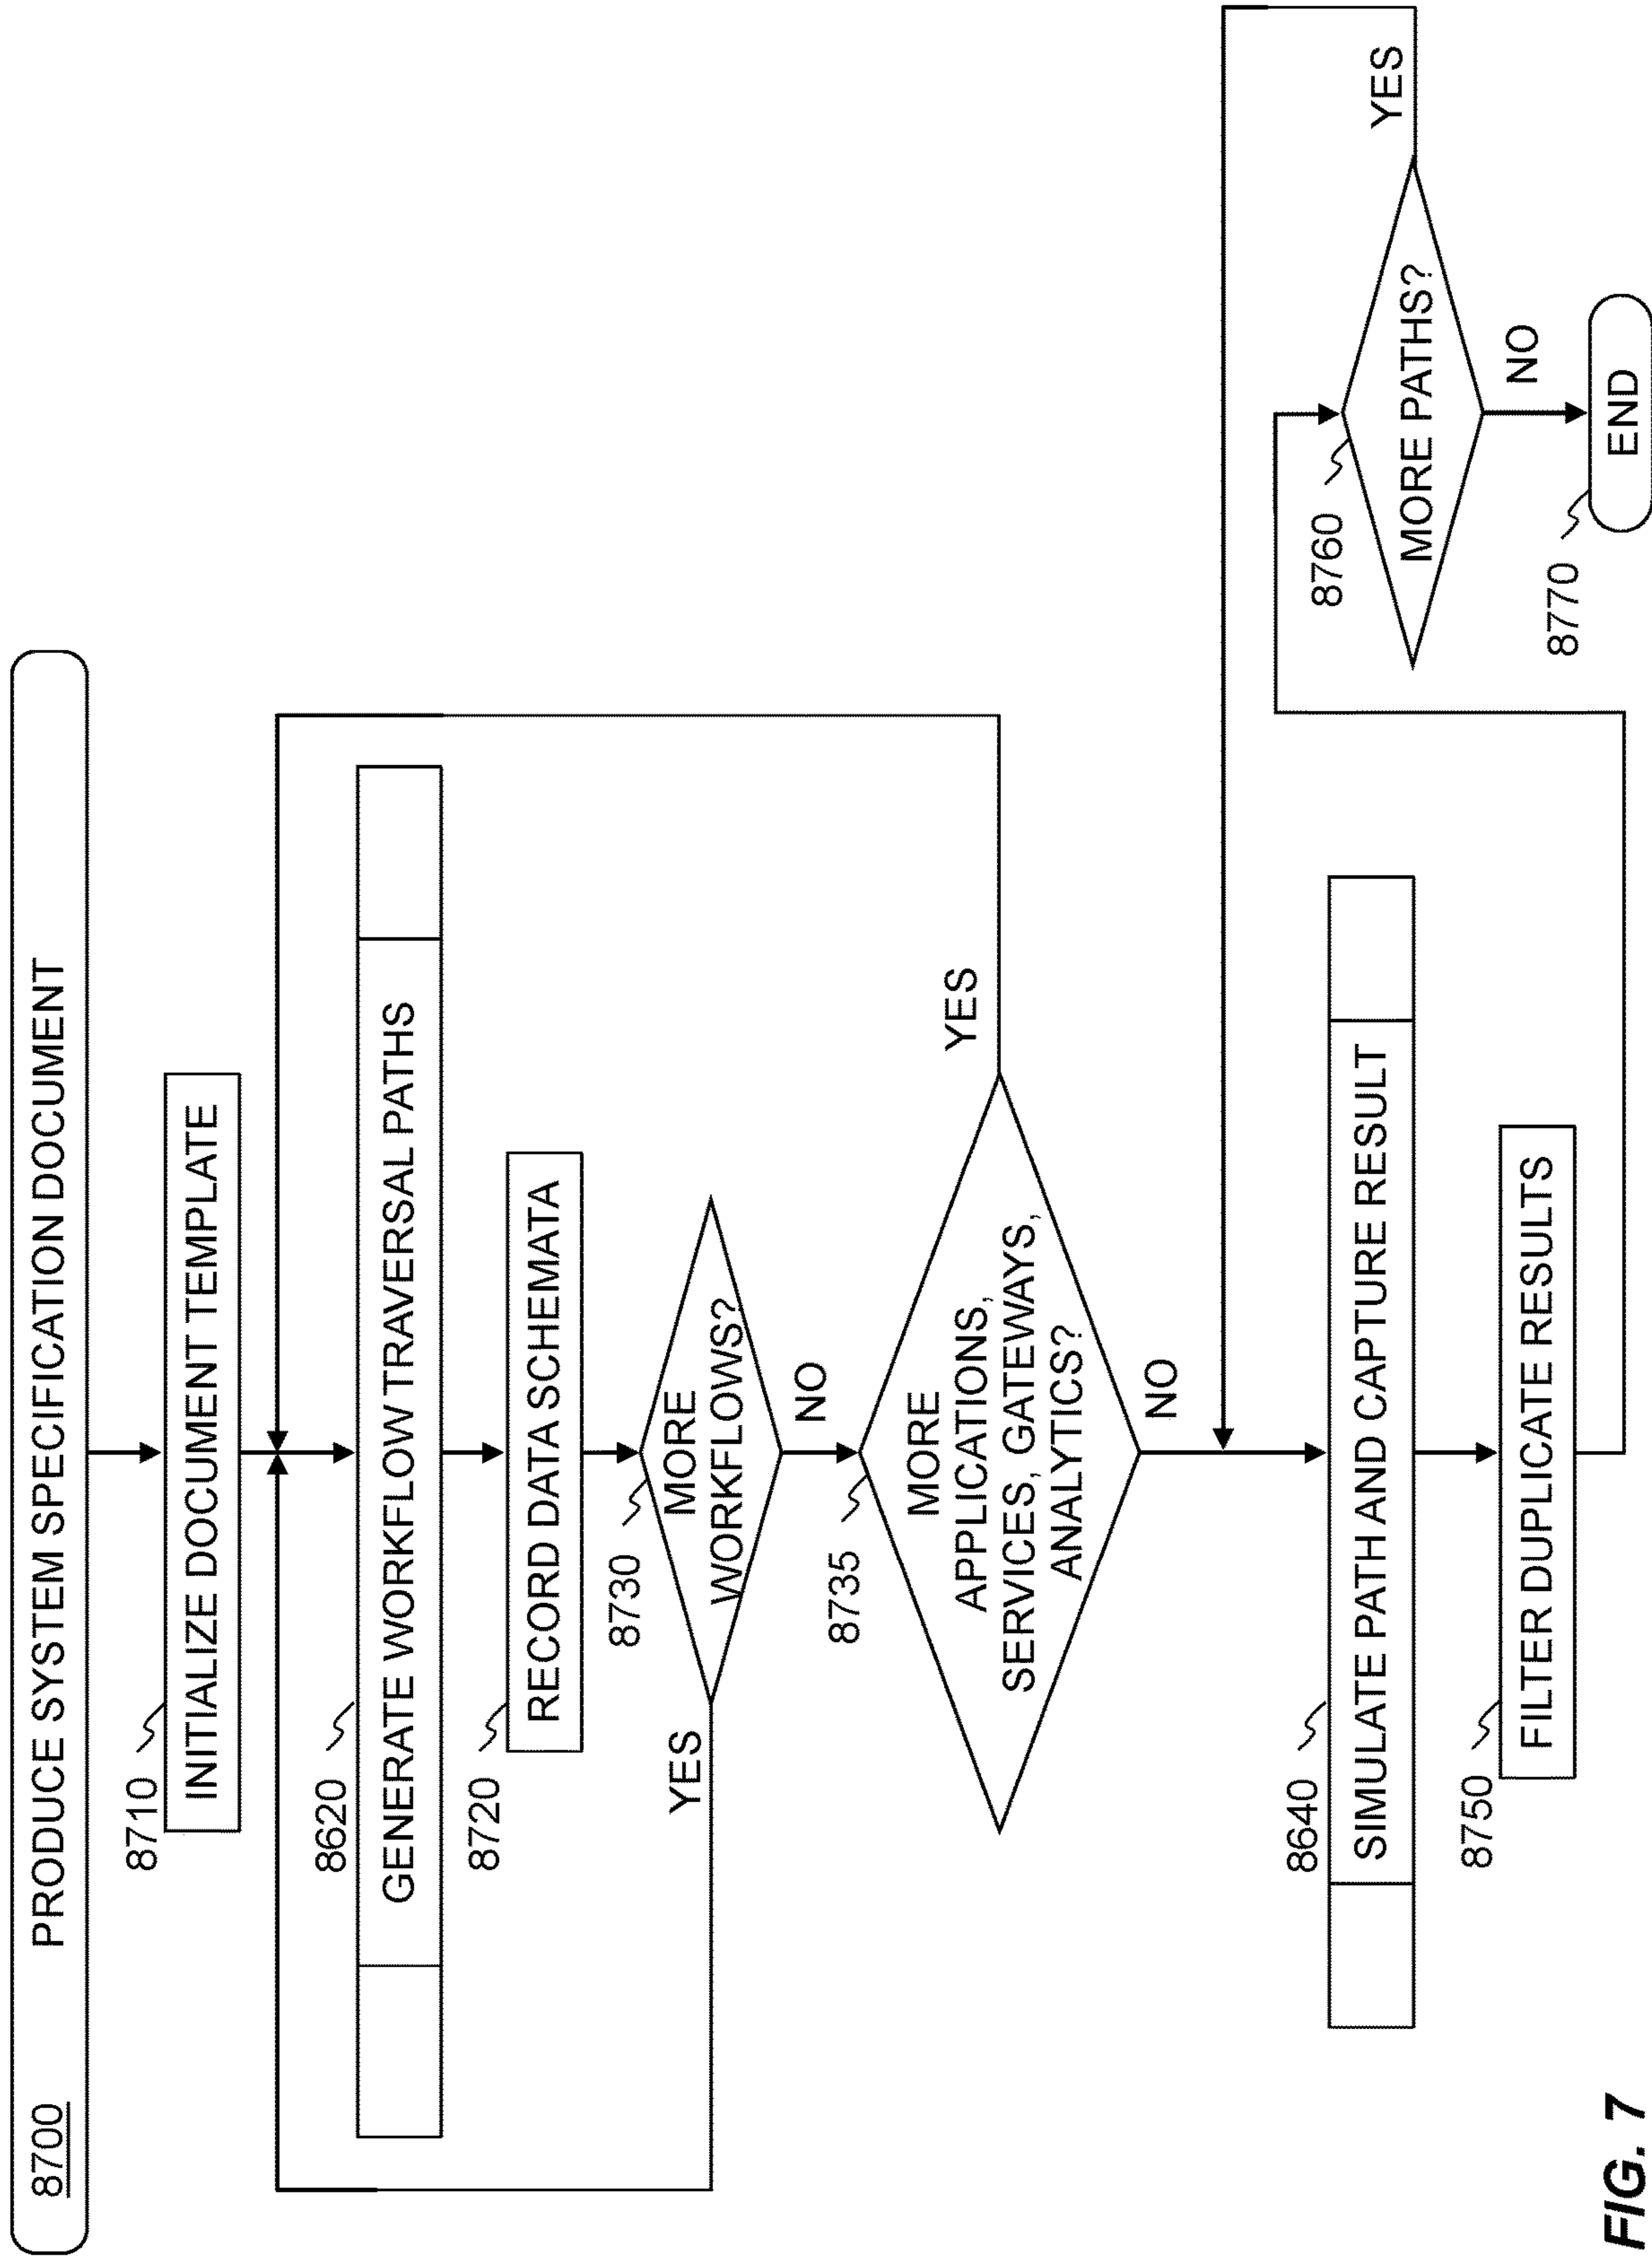 8700 PRODUCE SYSTEM SPECIFICATION DOCUMENT
8710
INITIALIZE DOCUMENT TEMPLATE
8620
GENERATE WORKFLOW TRAVERSAL PATHS
8720
RECORD DATA SCHEMATA
8730
MORE
WORKFLOWS?
YES
NO
8735
MORE
APPLICATIONS,
SERVICES, GATEWAYS,
ANALYTICS?
YES
NO
8640
SIMULATE PATH AND CAPTURE RESULT
8750
FILTER DUPLICATE RESULTS
8760
MORE PATHS?
YES
NO
8770
END
FIG. 7